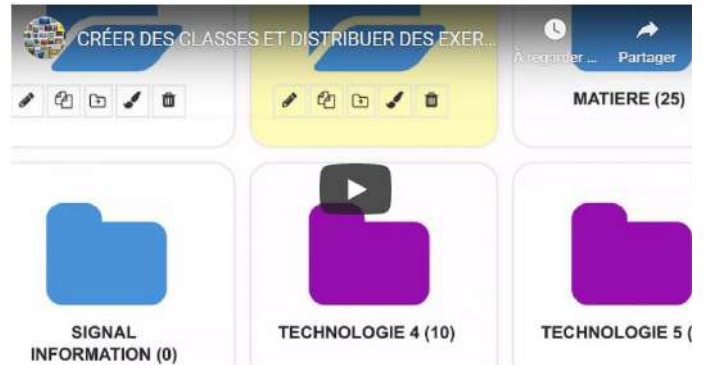 CRÉER DES CLASSES ET DISTRIBUER DES EXER...
À regarder ...
Partager
MATIERE (25)
SIGNAL
INFORMATION (0)
TECHNOLOGIE 4 (10)
TECHNOLOGIE 5 (